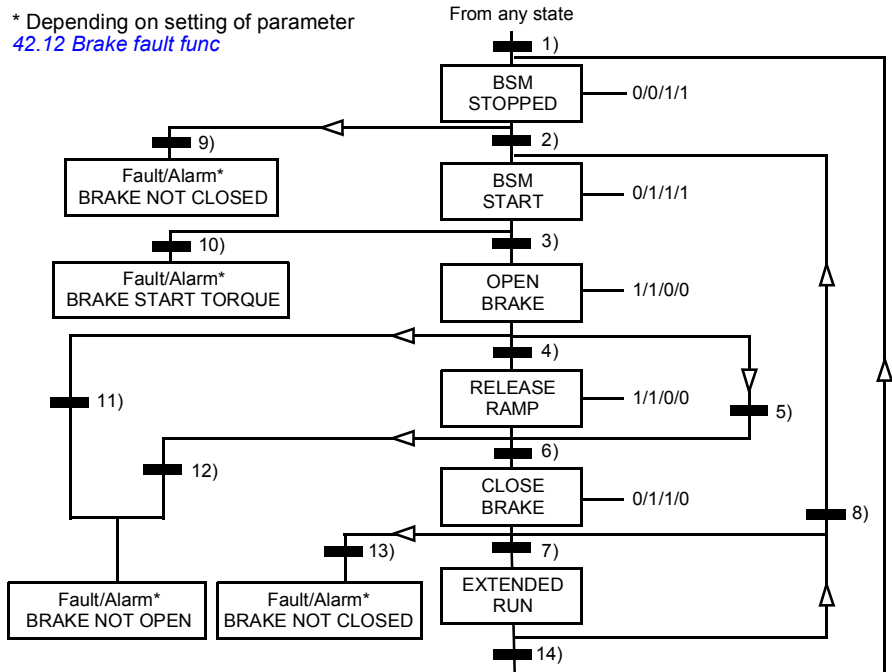 * Depending on setting of parameter
42.12 Brake fault func
From any state
1)
BSM
STOPPED
0/0/1/1
9)
2)
Fault/Alarm*
BRAKE NOT CLOSED
BSM
START
0/1/1/1
10)
3)
Fault/Alarm*
BRAKE START TORQUE
OPEN
BRAKE
1/1/0/0
4)
11)
RELEASE
RAMP
1/1/0/0
5)
6)
12)
CLOSE
BRAKE
0/1/1/0
8)
13)
7)
Fault/Alarm*
BRAKE NOT OPEN
Fault/Alarm*
BRAKE NOT CLOSED
EXTENDED
RUN
14)